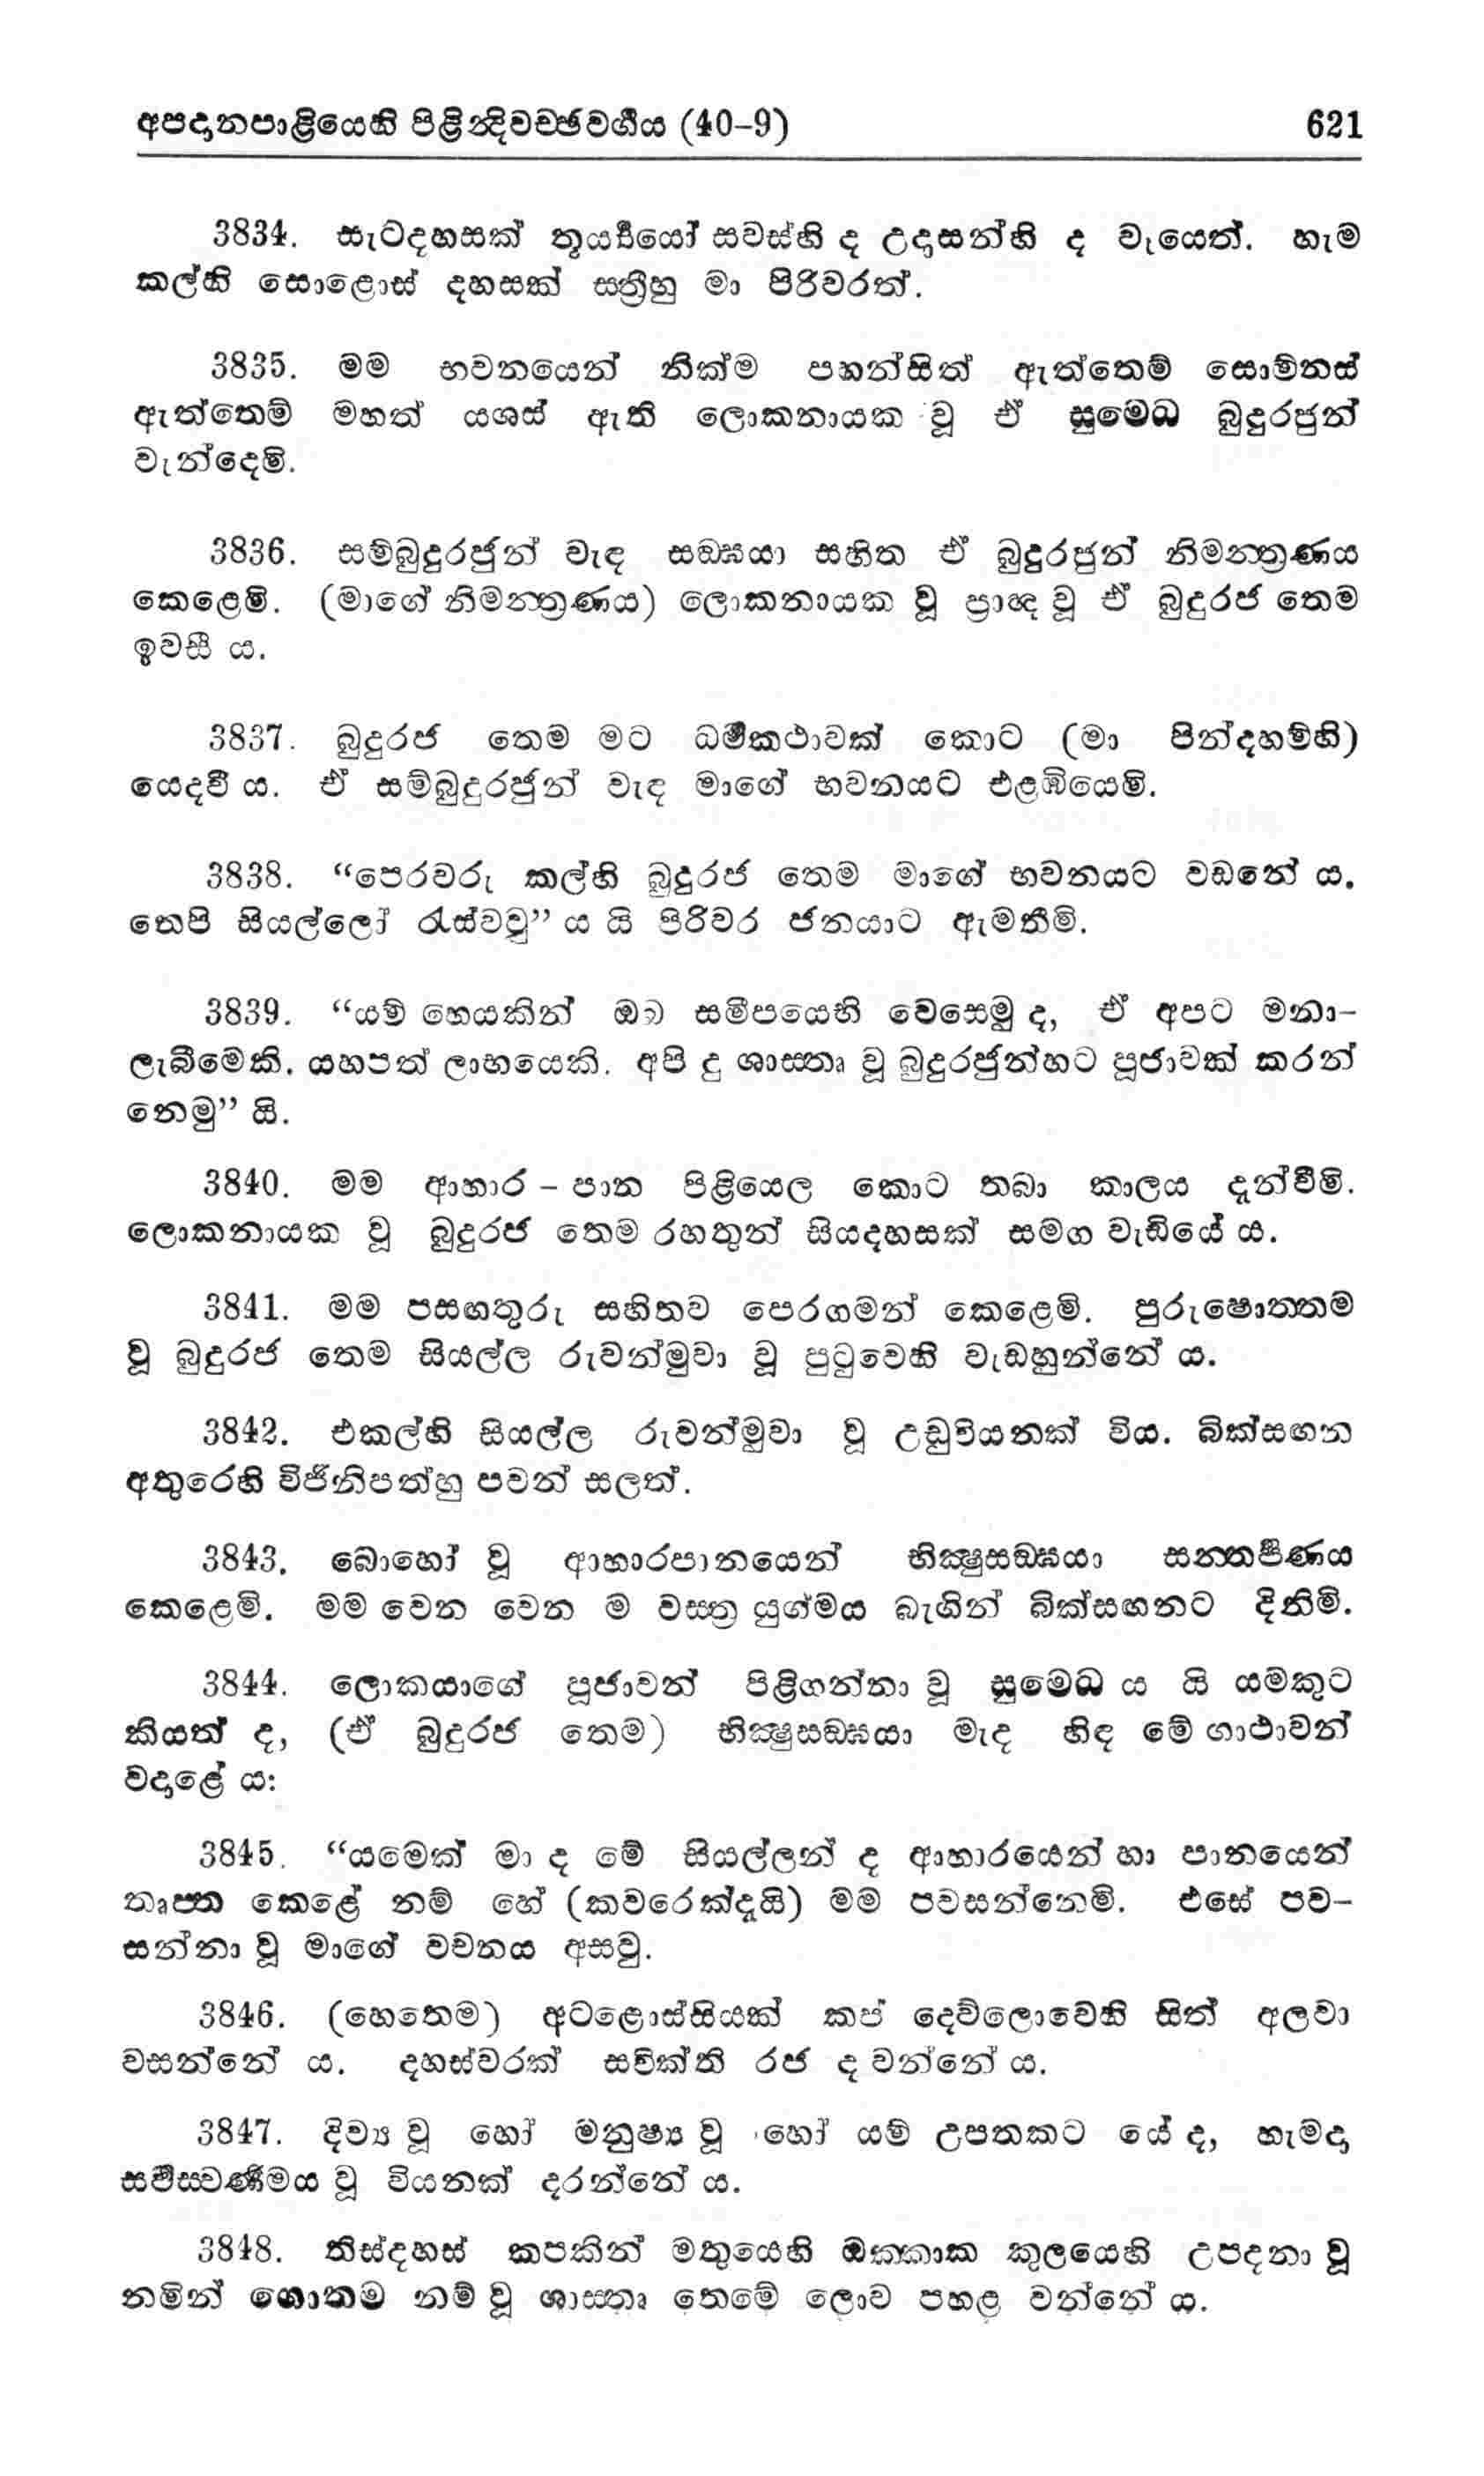 අපදානපාළියෙහි පිළින්‍දිවච්ඡවර්‍ගය (40-9) 621
3834. සැටදහසක් තූර්‍ය්‍යයෝ සවස්හි ද උදාසන්හි ද වැයෙත්. හැම
කල්හි සොළොස් දහසක් ස්ත්‍රීහු මා පිරිවරත්.
3835. මම භවනයෙන් නික්ම පහන්සිත් ඇත්තෙම් සොම්නස්
ඇත්තෙම් මහත් යශස් ඇති ලොකනායක වූ ඒ සුමෙධ බුදුරජුන්
වැන්දෙමි.
3836. සම්බුදුරජුන් වැඳ සඞ්ඝයා සහිත ඒ බුදුරජුන් නිමන්ත්‍රණය
කෙළෙමි. (මාගේ නිමන්ත්‍රණය) ලොකනායක වූ ප්‍රාඥ වූ ඒ බුදුරජ තෙම
ඉවසී ය.
3837. බුදුරජ තෙම මට ධර්‍මකථාවක් කොට (මා පින්දහම්හි)
යෙදවී ය. ඒ සම්බුදුරජුන් වැඳ මාගේ භවනයට එළඹියෙමි.
3838. “පෙරවරු කල්හි බුදුරජ තෙම මාගේ භවනයට වඩනේ ය.
තෙපි සියල්ලෝ රැස්වවු” ය යි පිරිවර ජනයාට ඇමතීමි.
3839. “යම් හෙයකින් ඔබ සමීපයෙහි වෙසෙමු ද, ඒ අපට මනා-
ලැබීමෙකි. යහපත් ලාභයෙකි. අපි දු ශාස්තෘ වූ බුදුරජුන්හට පූජාවක් කරන්
නෙමු” යි.
3840. මම ආහාර – පාන පිළියෙල කොට තබා කාලය දැන්වීමි.
ලොකනායක වූ බුදුරජ තෙම රහතුන් සියදහසක් සමග වැඩියේ ය.
3841. මම පසඟතුරු සහිතව පෙරගමන් කෙළෙමි. පුරුෂොත්තම
වූ බුදුරජ තෙම සියල්ල රුවන්මුවා වූ පුටුවෙහි වැඩහුන්නේ ය.
3842. එකල්හි සියල්ල රුවන්මුවා වූ උඩුවියනක් විය. බික්සඟන
අතුරෙහි විජිනිපත්හු පවන් සලත්.
3843. බොහෝ වූ ආහාරපානයෙන් භික්‍ෂුසඞ්ඝයා සන්තර්‍පණය
කෙළෙමි. මම වෙන වෙන ම වස්ත්‍ර යුග්මය බැගින් බික්සඟනට දිනිමි.
3844. ලොකයාගේ පූජාවන් පිළිගන්නා වූ සුමෙධ ය යි යමකුට
කියත් ද, (ඒ බුදුරජ තෙම) භික්‍ෂුසඞ්ඝයා මැද හිඳ මේ ගාථාවන්
වදාළේ ය:
3845. “යමෙක් මා ද මේ සියල්ලන් ද ආහාරයෙන් හා පානයෙන්
තෘප්ත කෙළේ නම් හේ (කවරෙක්දැයි) මම පවසන්නෙමි. එසේ පව-
සන්නා වූ මාගේ වචනය අසවු.
3846. (හෙතෙම) අටළොස්සියක් කප් දෙව්ලොවෙහි සිත් අලවා
වසන්නේ ය. දහස්වරක් සව්ක්ති රජ ද වන්නේ ය.
3847. දිව්‍ය වූ හෝ මනුෂ්‍ය වූ හෝ යම් උපතකට යේ ද, හැමදා
සර්‍වස්වර්‍ණමය වූ වියනක් දරන්නේ ය.
3848. තිස්දහස් කපකින් මතුයෙහි ඔක්කාක කුලයෙහි උපදනා වූ
නමින් ගොතම නම් වූ ශාස්තෘ තෙමේ ලොව පහළ වන්නේ ය.